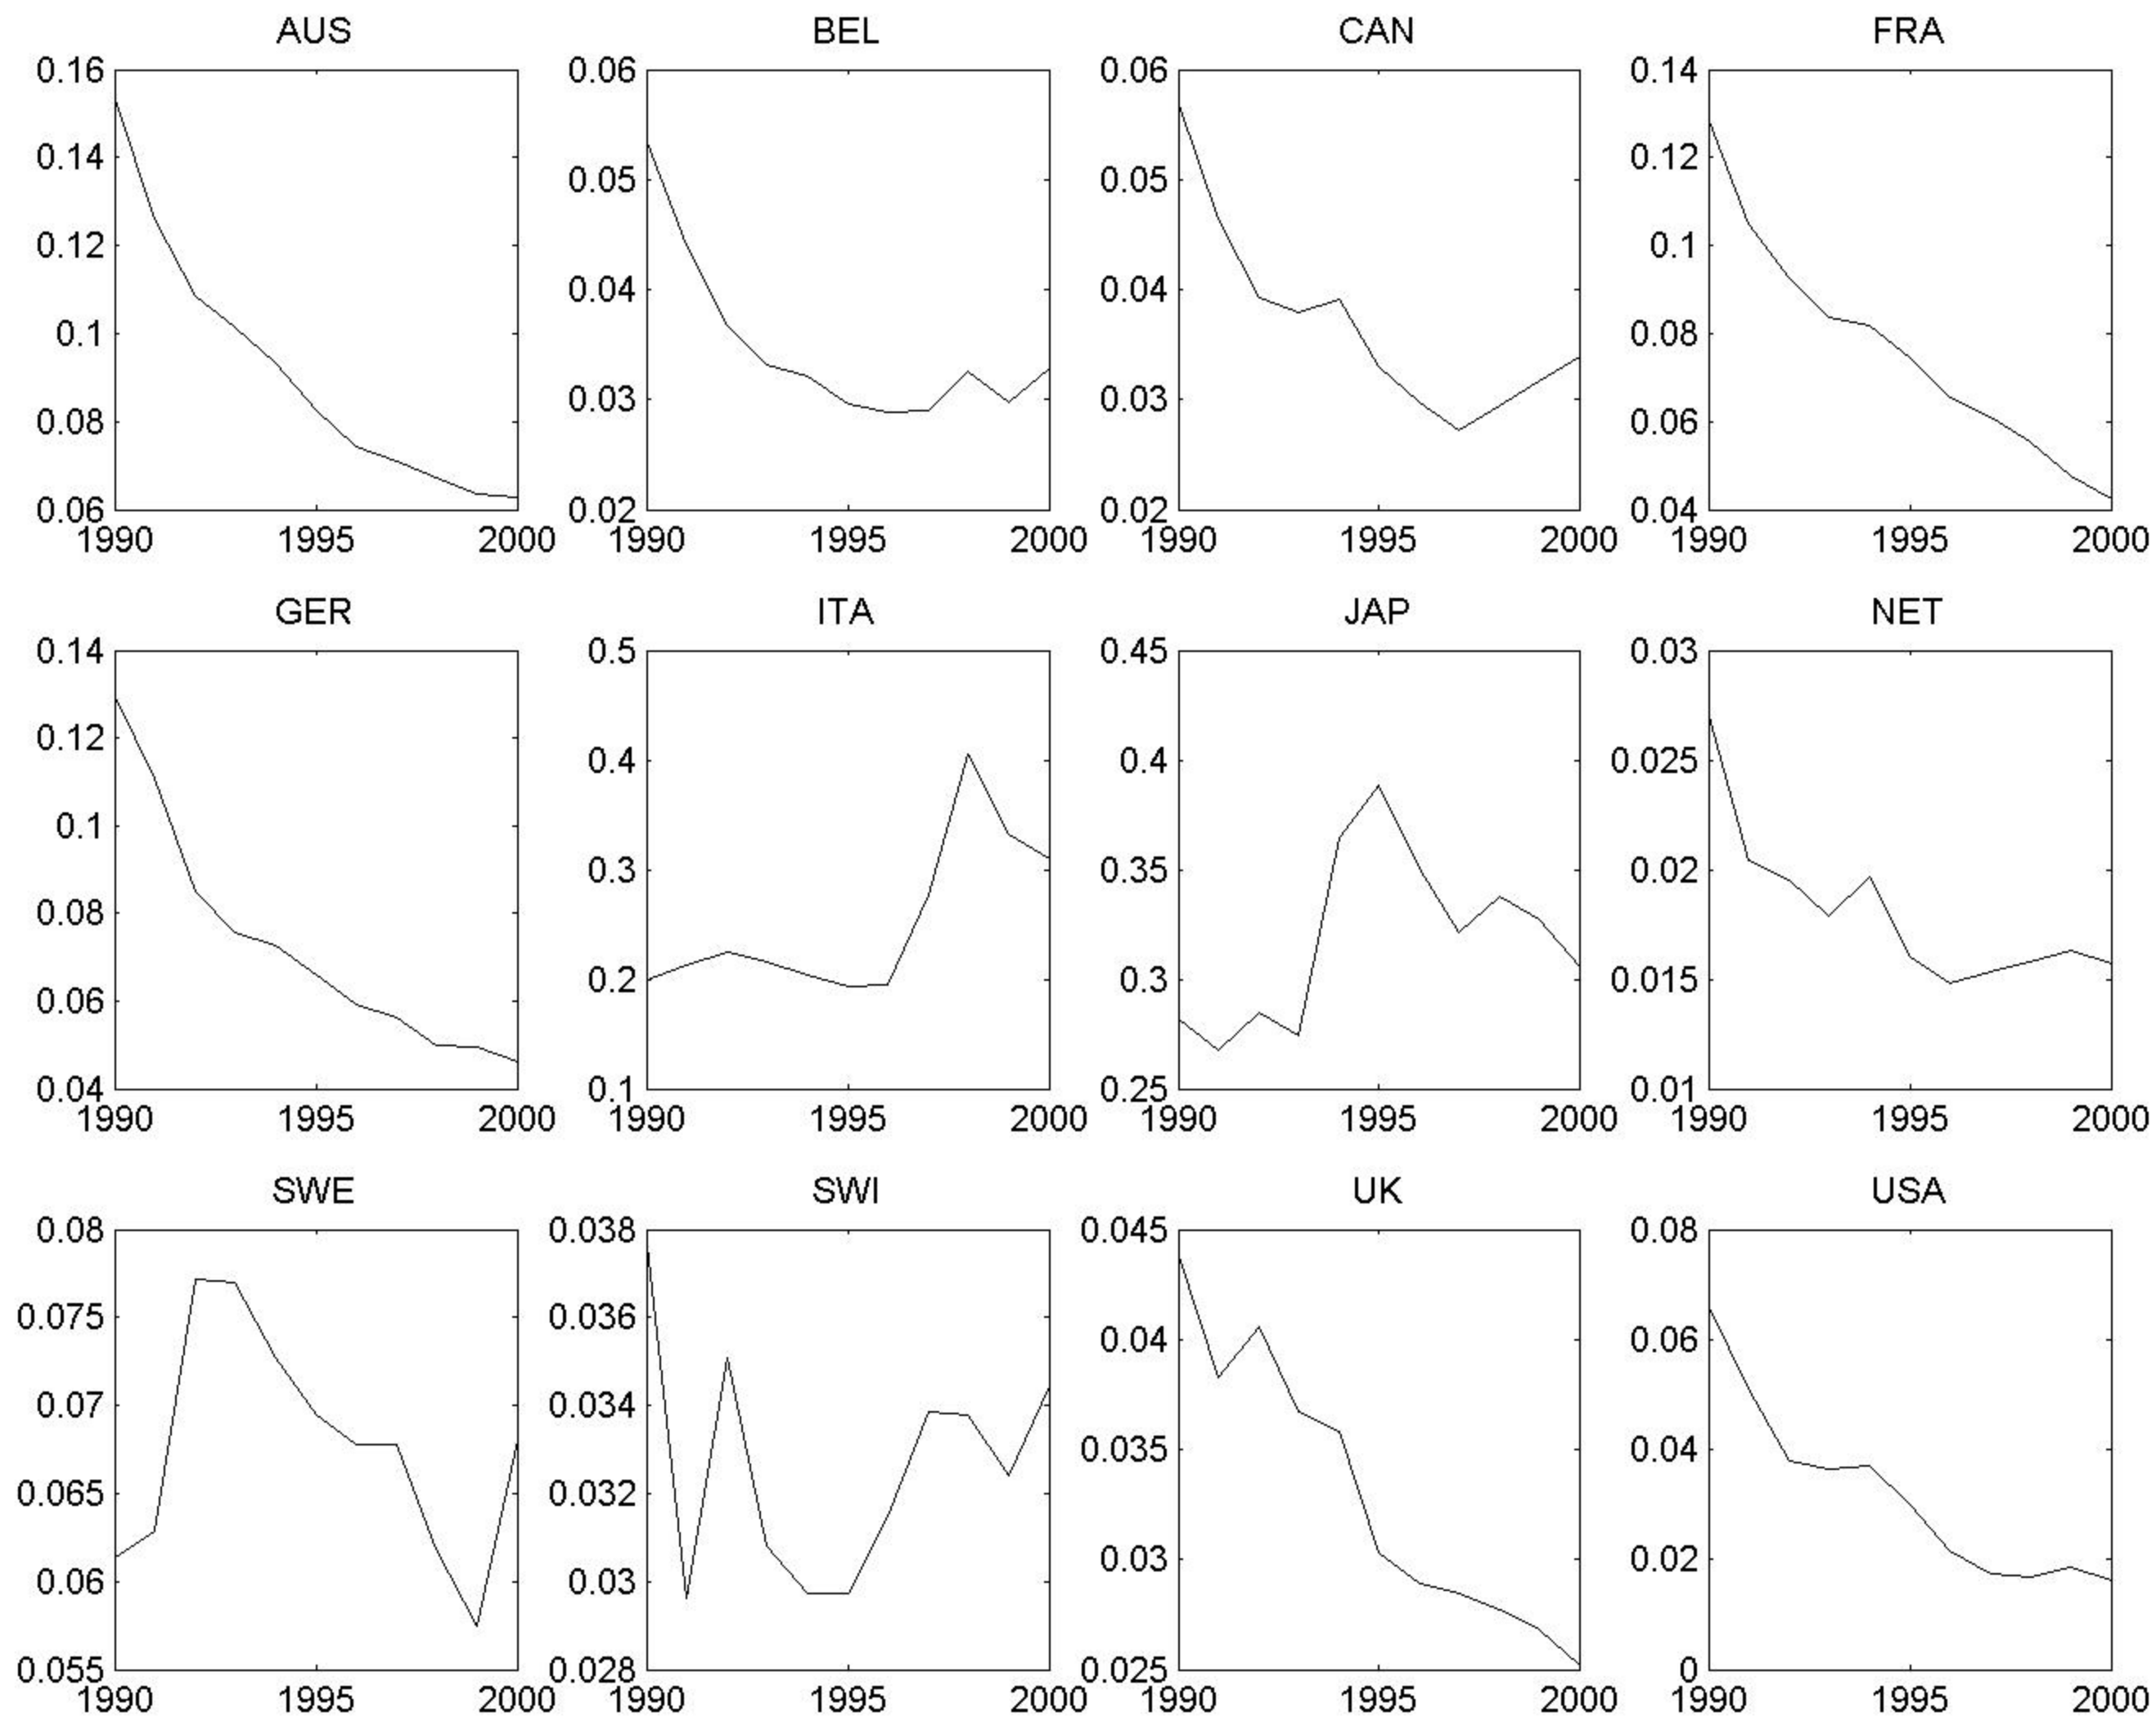 AUS BEL CAN FRA
0.16 0.06 0.06 0.14
0.14 0.05 0.05 0.12
0.12 0.04 0.04 0.1
0.1 0.03 0.03 0.08
0.08 0.02 0.02 0.06
0.06 0.04
1990 1995 2000 1990 1995 2000 1990 1995 2000 1990 1995 2000
GER ITA JAP NET
0.14 0.5 0.45 0.03
0.12 0.4 0.4 0.025
0.1 0.3 0.35 0.02
0.08 0.2 0.3 0.015
0.06 0.1 0.25 0.01
0.04
1990 1995 2000 1990 1995 2000 1990 1995 2000 1990 1995 2000
SWE SWI UK USA
0.08 0.038 0.045 0.08
0.075 0.036 0.04 0.06
0.07 0.034 0.035 0.04
0.065 0.032 0.03 0.02
0.06 0.03 0.025 0
0.055 0.028
1990 1995 2000 1990 1995 2000 1990 1995 2000 1990 1995 2000